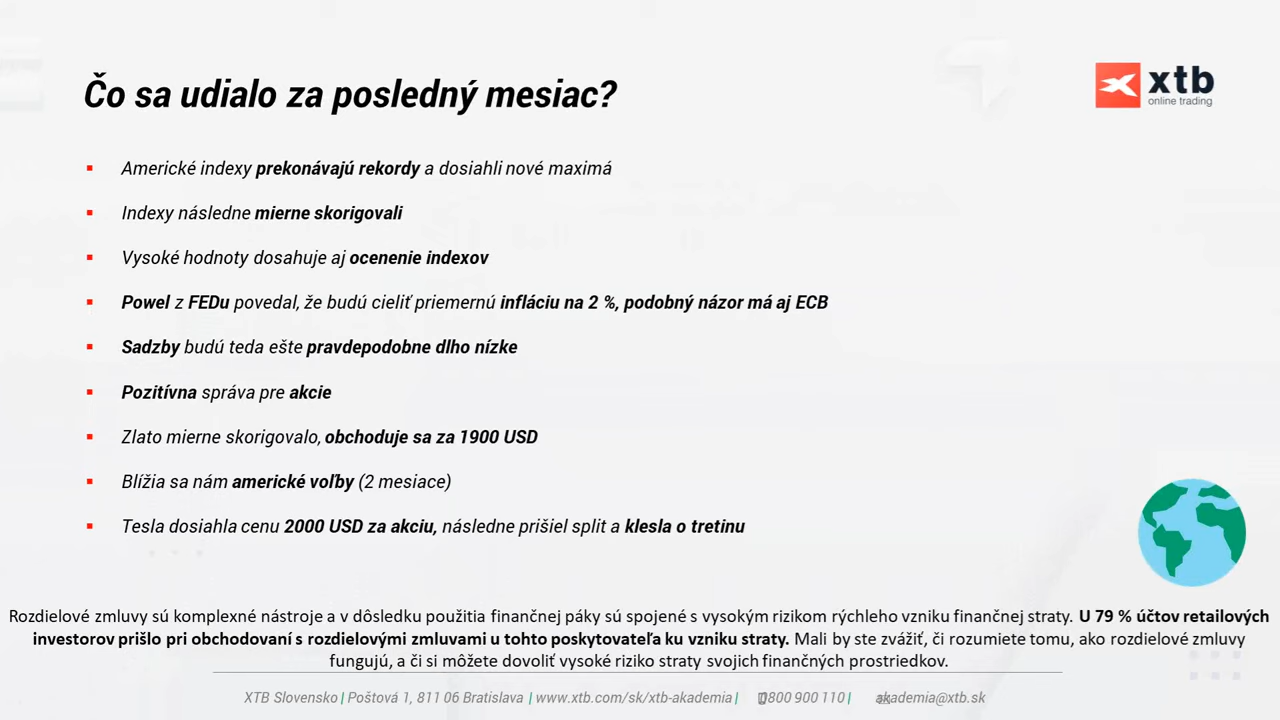 Čo sa udialo za posledný mesiac?
xtb
online trading
▪ Americké indexy prekonávajú rekordy a dosiahli nové maximá
▪ Indexy následne mierne skorigovali
▪ Vysoké hodnoty dosahuje aj ocenenie indexov
▪ Powel z FEDu povedal, že budú cieliť priemernú infláciu na 2 %, podobný názor má aj ECB
▪ Sadzby budú teda ešte pravdepodobne dlho nízke
▪ Pozitívna správa pre akcie
▪ Zlato mierne skorigovalo, obchoduje sa za 1900 USD
▪ Blížia sa nám americké voľby (2 mesiace)
▪ Tesla dosiahla cenu 2000 USD za akciu, následne prišiel split a klesla o tretinu
Rozdielové zmluvy sú komplexné nástroje a v dôsledku použitia finančnej páky sú spojené s vysokým rizikom rýchleho vzniku finančnej straty. U 79 % účtov retailových
investorov prišlo pri obchodovaní s rozdielovými zmluvami u tohto poskytovateľa ku vzniku straty. Mali by ste zvážiť, či rozumiete tomu, ako rozdielové zmluvy
fungujú, a či si môžete dovoliť vysoké riziko straty svojich finančných prostriedkov.
XTB Slovensko | Poštová 1, 811 06 Bratislava | www.xtb.com/sk/xtb-akademia | 0800 900 110 | akademia@xtb.sk